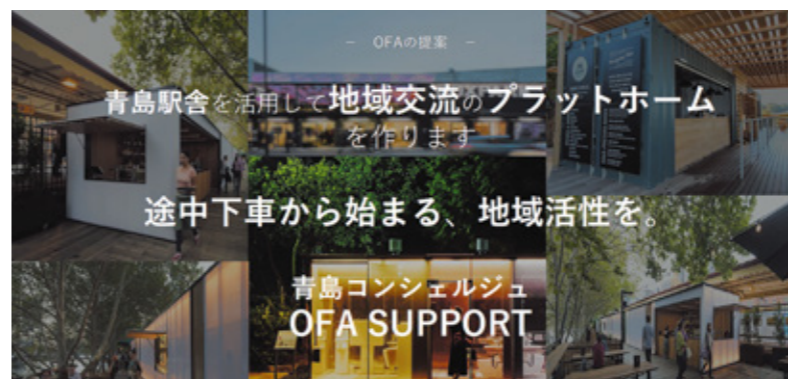 – OFAの提案 –
青島駅舎を活用して地域交流のプラットホーム
を作ります
途中下車から始まる、地域活性を。
青島コンシェルジュ
OFA SUPPORT